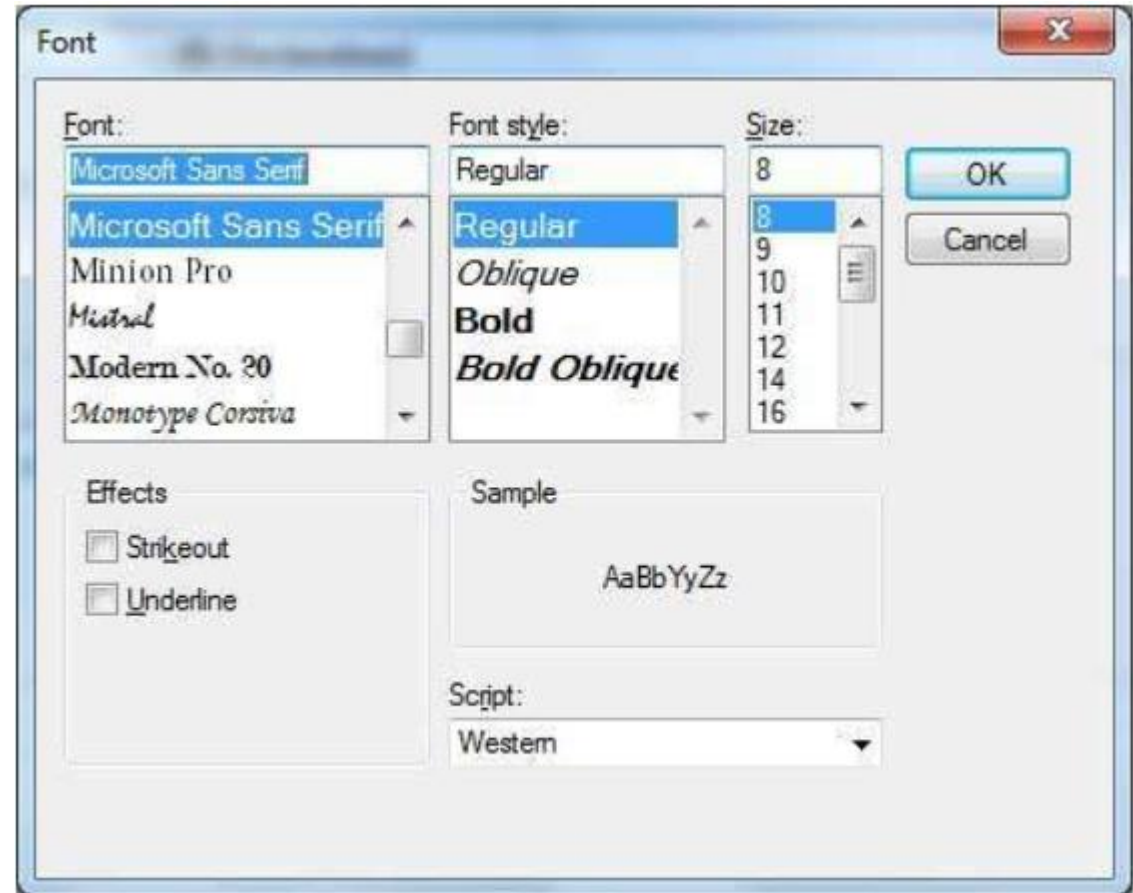 Font
Font:
Font style:
Size:
Microsoft Sans Serif
Regular
8
OK
Microsoft Sans Serif
Minion Pro
Mistral
Modern No. 20
Monotype Corsiva
Regular
Oblique
Bold
Bold Oblique
8
9
10
11
12
14
16
Cancel
Effects
Strikeout
Underline
Sample
AaBbYyZz
Script:
Western